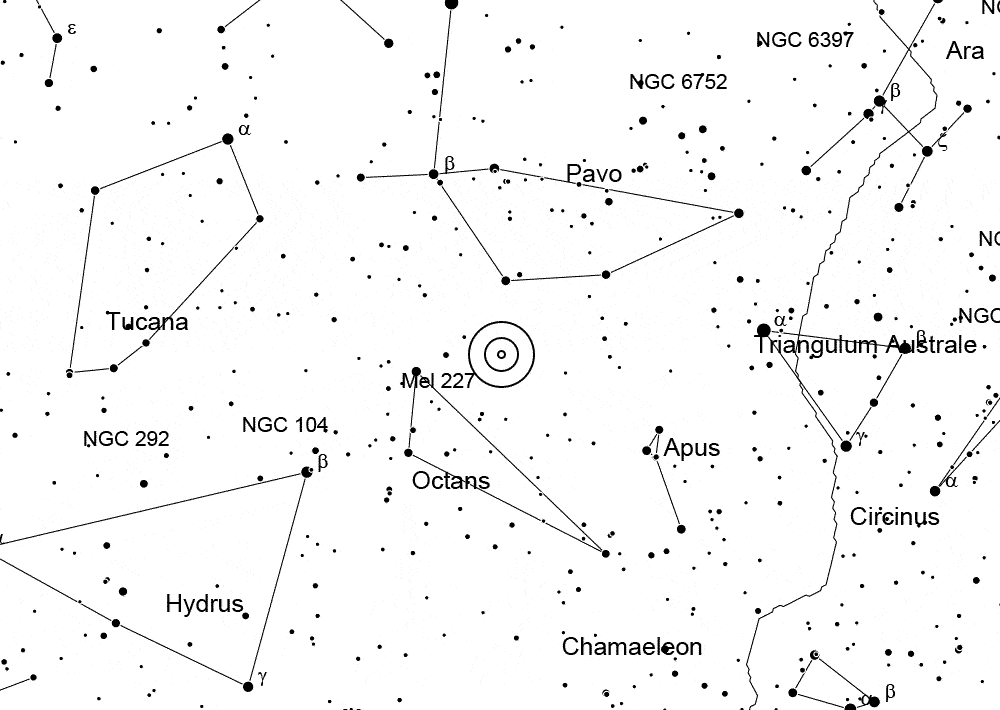 ε
NGC 6397
Ara
NGC 6752
β
α
ζ
β
Pavo
Tucana
α
NGC
β
Triangulum Australe
Mel 227
NGC 292
NGC 104
β
γ
Apus
Octans
α
Circinus
Hydrus
Chamaeleon
γ
α
β